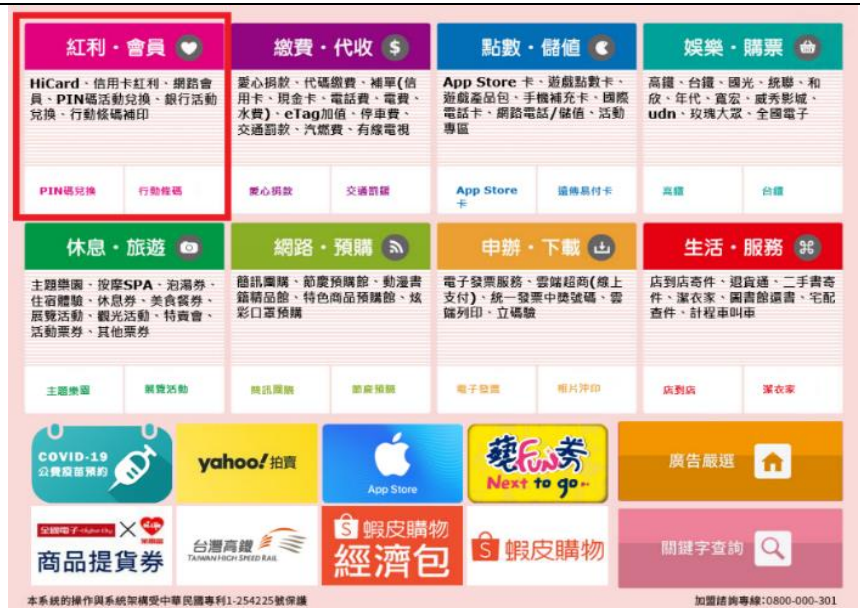 紅利・會員
HiCard、信用卡紅利、網路會
員、PIN碼活動兌換、銀行活動
兌換、行動條碼補印
PIN碼兌換
行動條碼
繳費・代收
愛心捐款、代碼繳費、補單(信
用卡、現金卡、電話費、電費、
水費)、eTag加值、停車費、
交通罰款、汽燃費、有線電視
愛心捐款
交通罰鍰
點數・儲值
App Store 卡、遊戲點數卡、
遊戲產品包、手機補充卡、國際
電話卡、網路電話/儲值、活動
專區
App Store
卡
遠傳易付卡
娛樂・購票
高鐵、台鐵、國光、統聯、和
欣、年代、寬宏、威秀影城、
udn、玫瑰大眾、全國電子
高鐵
台鐵
休息・旅遊
主題樂園、按摩SPA、泡湯券、
住宿體驗、休息券、美食餐券、
展覽活動、觀光活動、特賣會、
活動票券、其他票券
主題樂園
展覽活動
網路・預購
簡訊團購、節慶預購館、動漫書
籍精品館、特色商品預購館、炫
彩口罩預購
簡訊團購
節慶預購
申辦・下載
電子發票服務、雲端超商(線上
支付)、統一發票中獎號碼、雲
端列印、立碼驗
電子發票
相片沖印
生活・服務
店到店寄件、退貨通、二手書寄
件、潔衣家、圖書館還書、宅配
查件、計程車叫車
店到店
潔衣家
COVID-19
公費疫苗預約
yahoo!拍賣
App Store
藝FUN券
Next to go
廣告嚴選
全國電子
商品提貨券
台灣高鐵
TAIWAN HIGH SPEED RAIL
蝦皮購物
經濟包
蝦皮購物
關鍵字查詢
本系統的操作與系統架構受中華民國專利1-254225號保護
加盟諮詢專線:0800-000-301